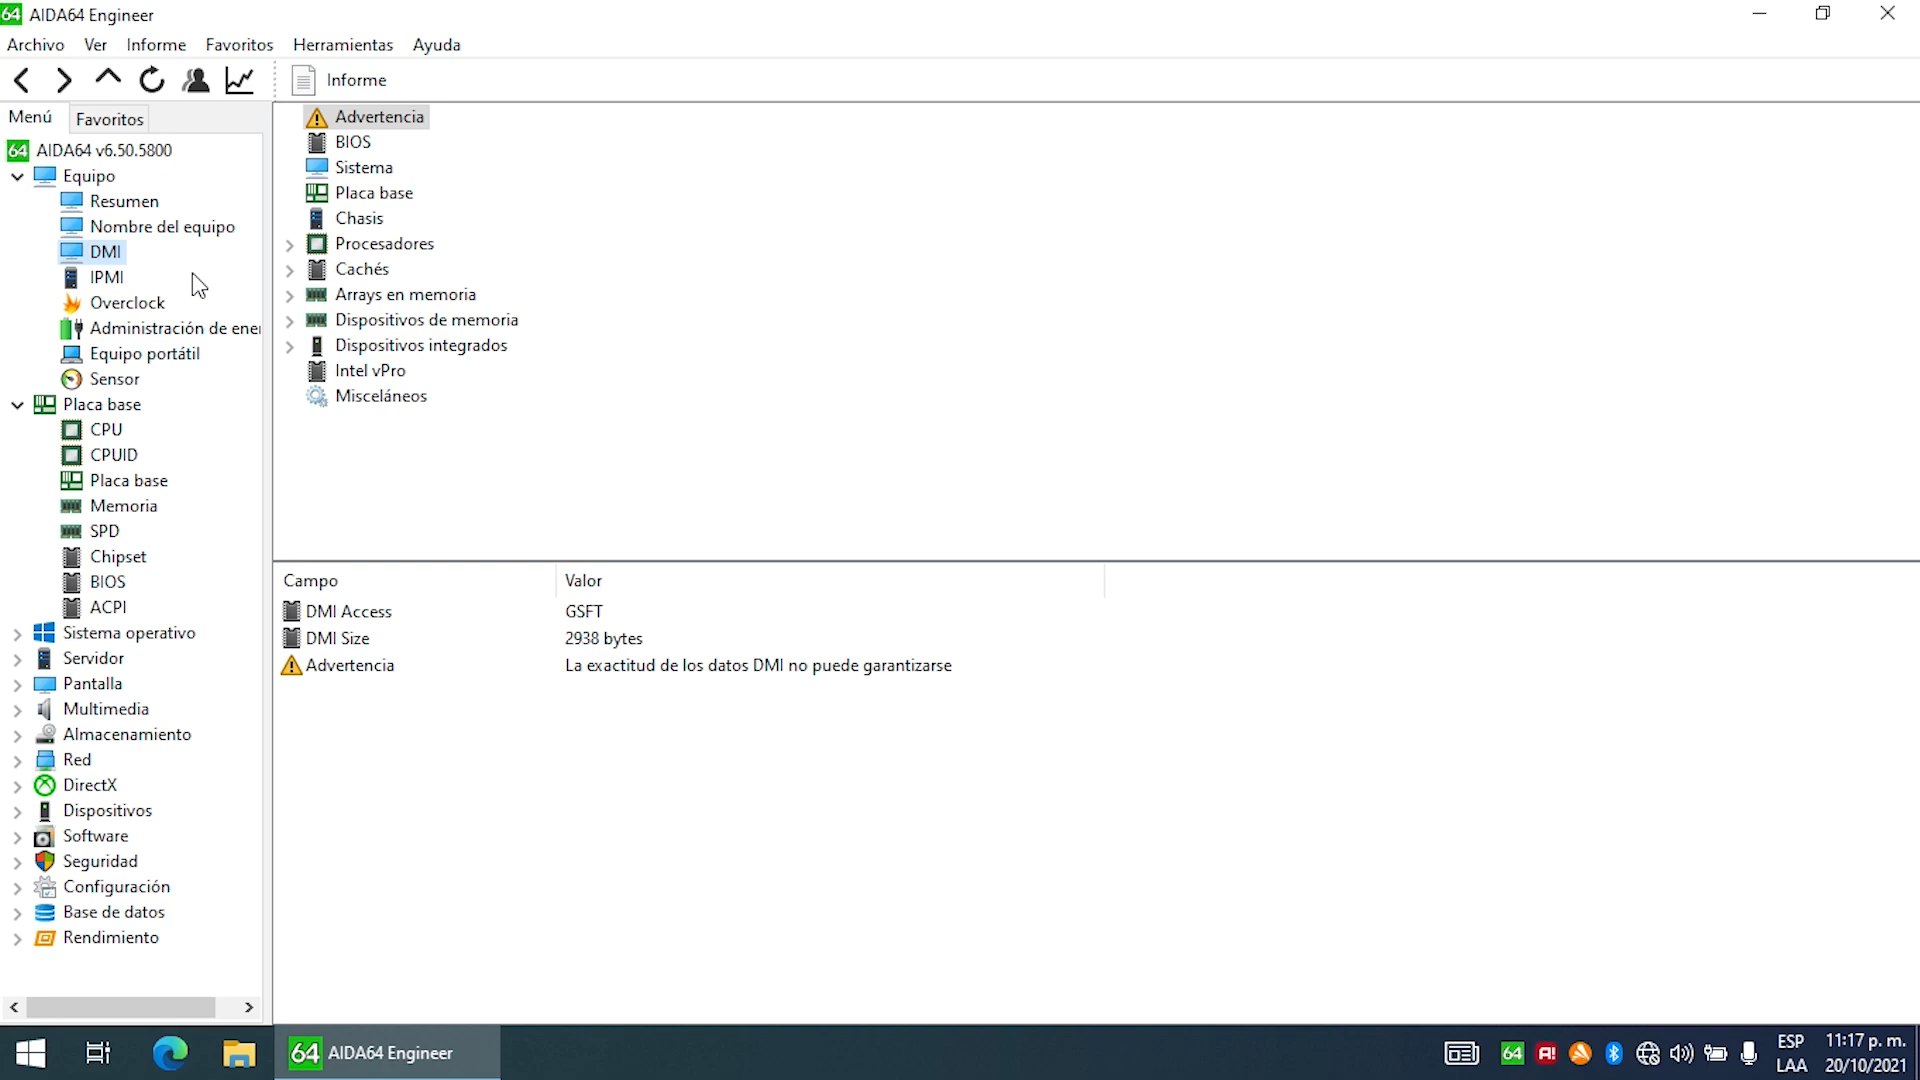 64 AIDA64 Engineer
Archivo Ver Informe Favoritos Herramientas Ayuda
Informe
Menú Favoritos
64 AIDA64 v6.50.5800
Equipo
Resumen
Nombre del equipo
DMI
IPMI
Overclock
Administración de ener
Equipo portátil
Sensor
Placa base
CPU
CPUID
Placa base
Memoria
SPD
Chipset
BIOS
ACPI
Sistema operativo
Servidor
Pantalla
Multimedia
Almacenamiento
Red
DirectX
Dispositivos
Software
Seguridad
Configuración
Base de datos
Rendimiento
Advertencia
BIOS
Sistema
Placa base
Chasis
Procesadores
Cachés
Arrays en memoria
Dispositivos de memoria
Dispositivos integrados
Intel vPro
Misceláneos
Campo Valor
DMI Access GSFT
DMI Size 2938 bytes
Advertencia La exactitud de los datos DMI no puede garantizarse
64 AIDA64 Engineer
64 A! ESP 11:17 p. m.
LAA 20/10/2021